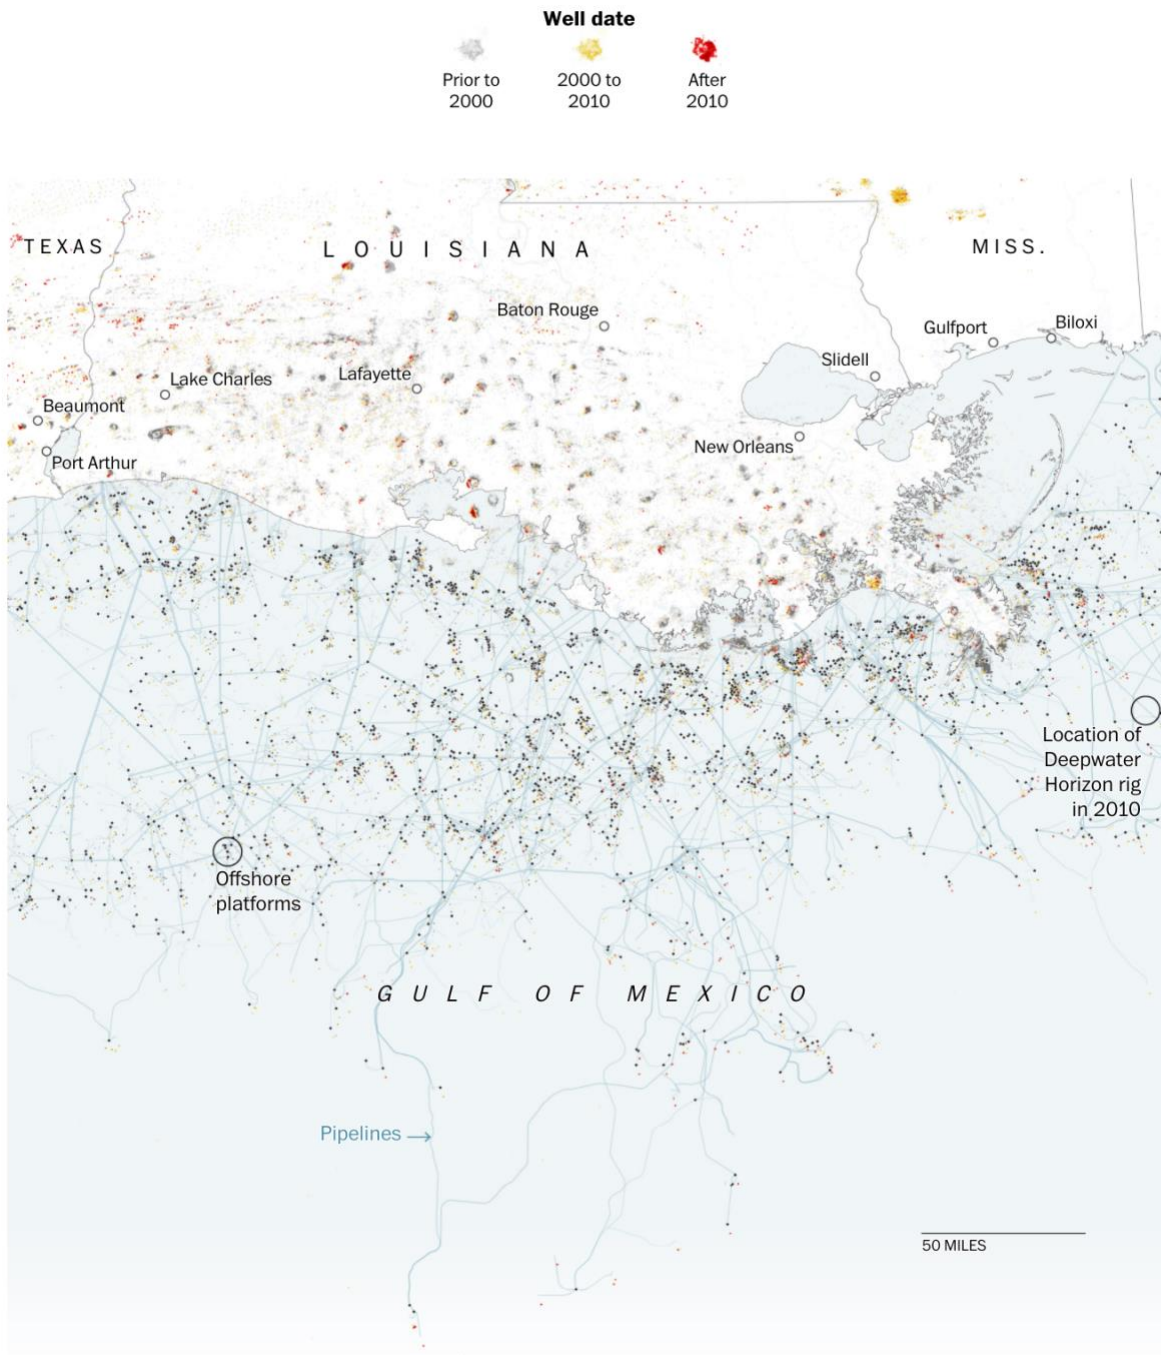 Well date
Prior to
2000
2000 to
2010
After
2010
TEXAS
LOUISIANA
MISS.
Baton Rouge
Gulfport
Biloxi
Slidell
Lake Charles
Lafayette
Beaumont
New Orleans
Port Arthur
Location of
Deepwater
Horizon rig
in 2010
Offshore
platforms
GULF OF MEXICO
Pipelines
50 MILES